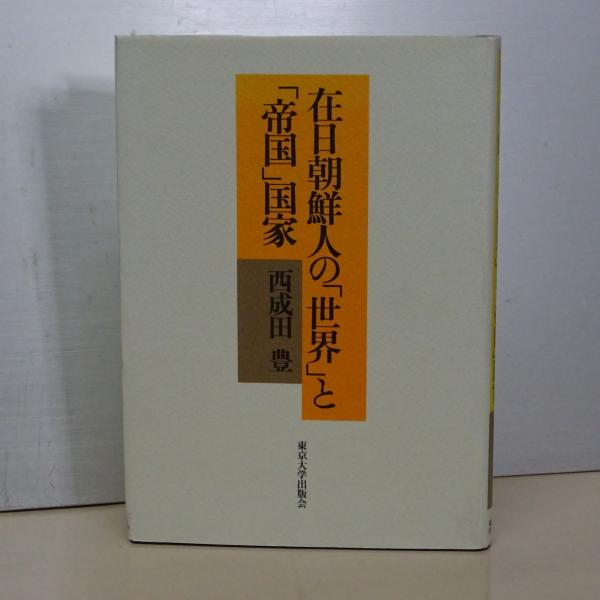 在日朝鮮人の「世界」と
「帝国」国家
西成田 豊
東京大学出版会